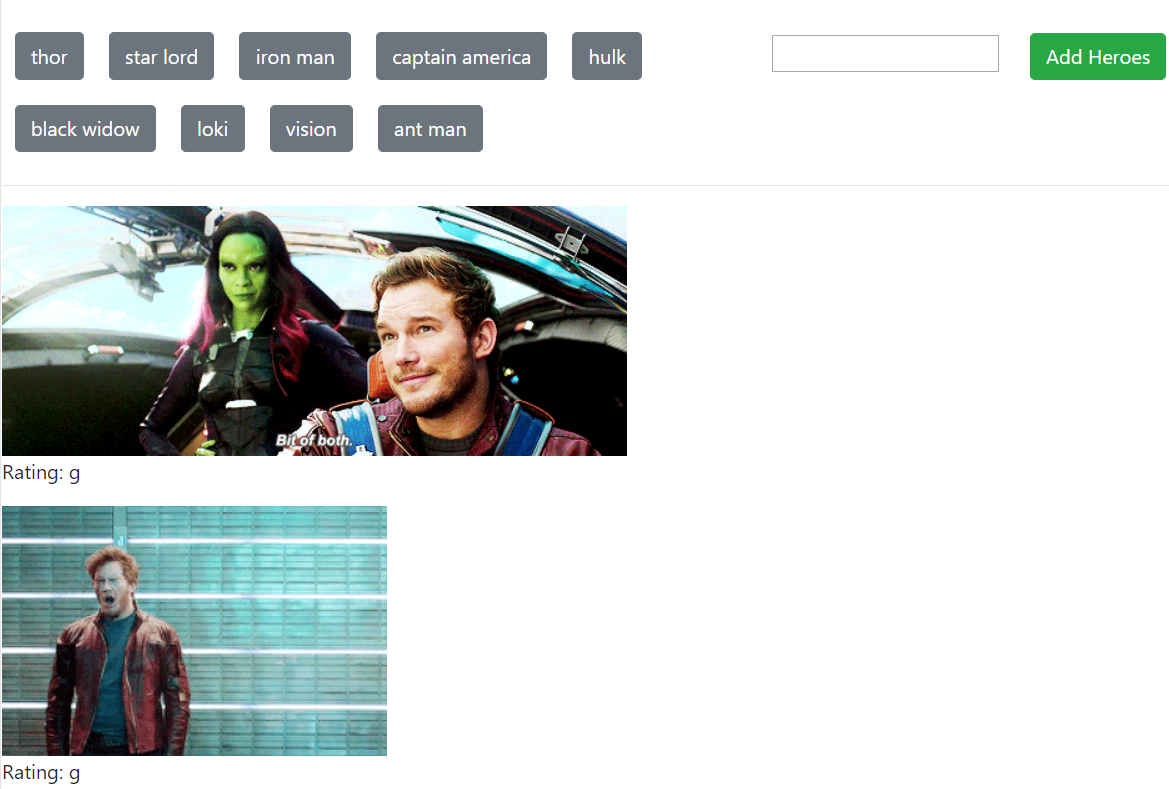 thor star lord iron man captain america hulk Add Heroes
black widow loki vision ant man
Bit of both.
Rating: g
Rating: g